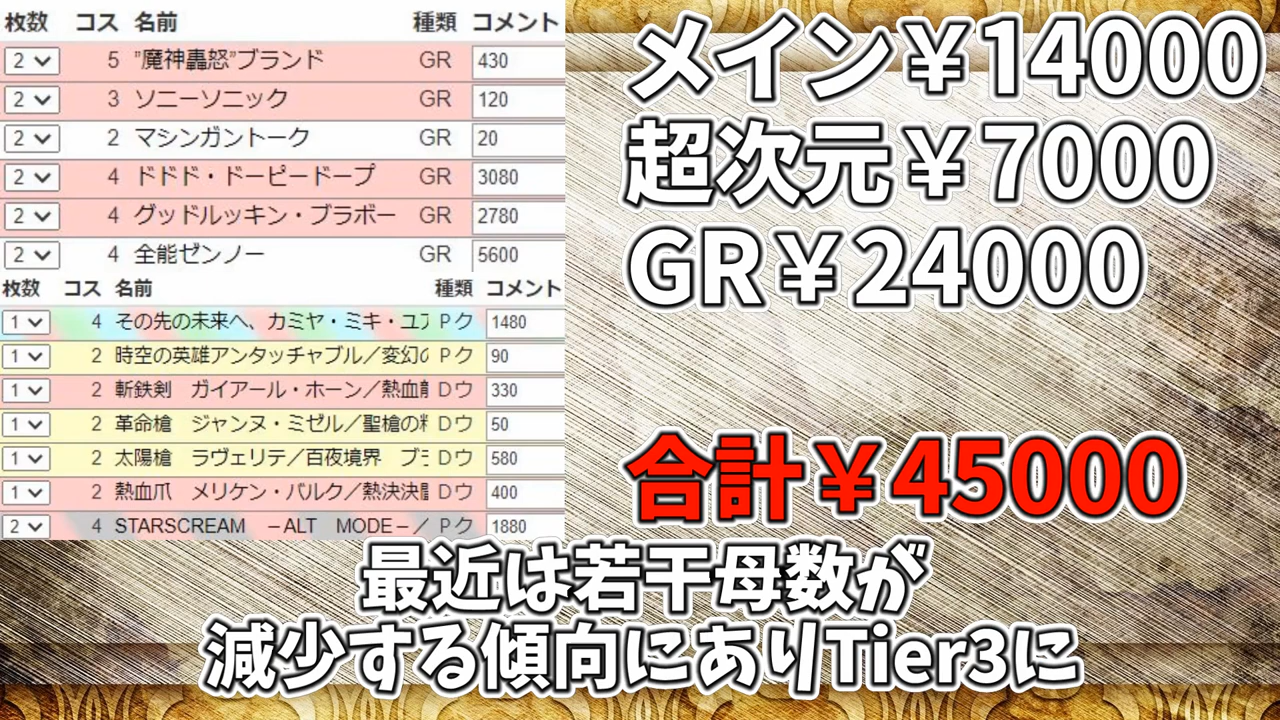 枚数 コス 名前 種類 コメント
2 5 "魔神轟怒"ブランド GR 430
2 3 ソニーソニック GR 120
2 2 マシンガントーク GR 20
2 4 ドドド・ドーピードープ GR 3080
2 4 グッドルッキン・ブラボー GR 2780
2 4 全能ゼンノー GR 5600
枚数 コス 名前 種類 コメント
1 4 その先の未来へ、カミヤ・ミキ・ユ Pク 1480
1 2 時空の英雄アンタッチャブル／変幻の Pク 90
1 2 斬鉄剣 ガイアール・ホーン／熱血 Dウ 330
1 2 革命槍 ジャンヌ・ミゼル／聖槍の Dウ 50
1 2 太陽槍 ラヴェリテ／百夜境界 ブ Dウ 580
1 2 熱血爪 メリケン・バルク／熱決決闘 Dウ 400
2 4 STARSCREAM －ALT MODE－／ Pク 1880
メイン￥14000
超次元￥7000
GR￥24000
合計￥45000
最近は若干母数が
減少する傾向にありTier3に